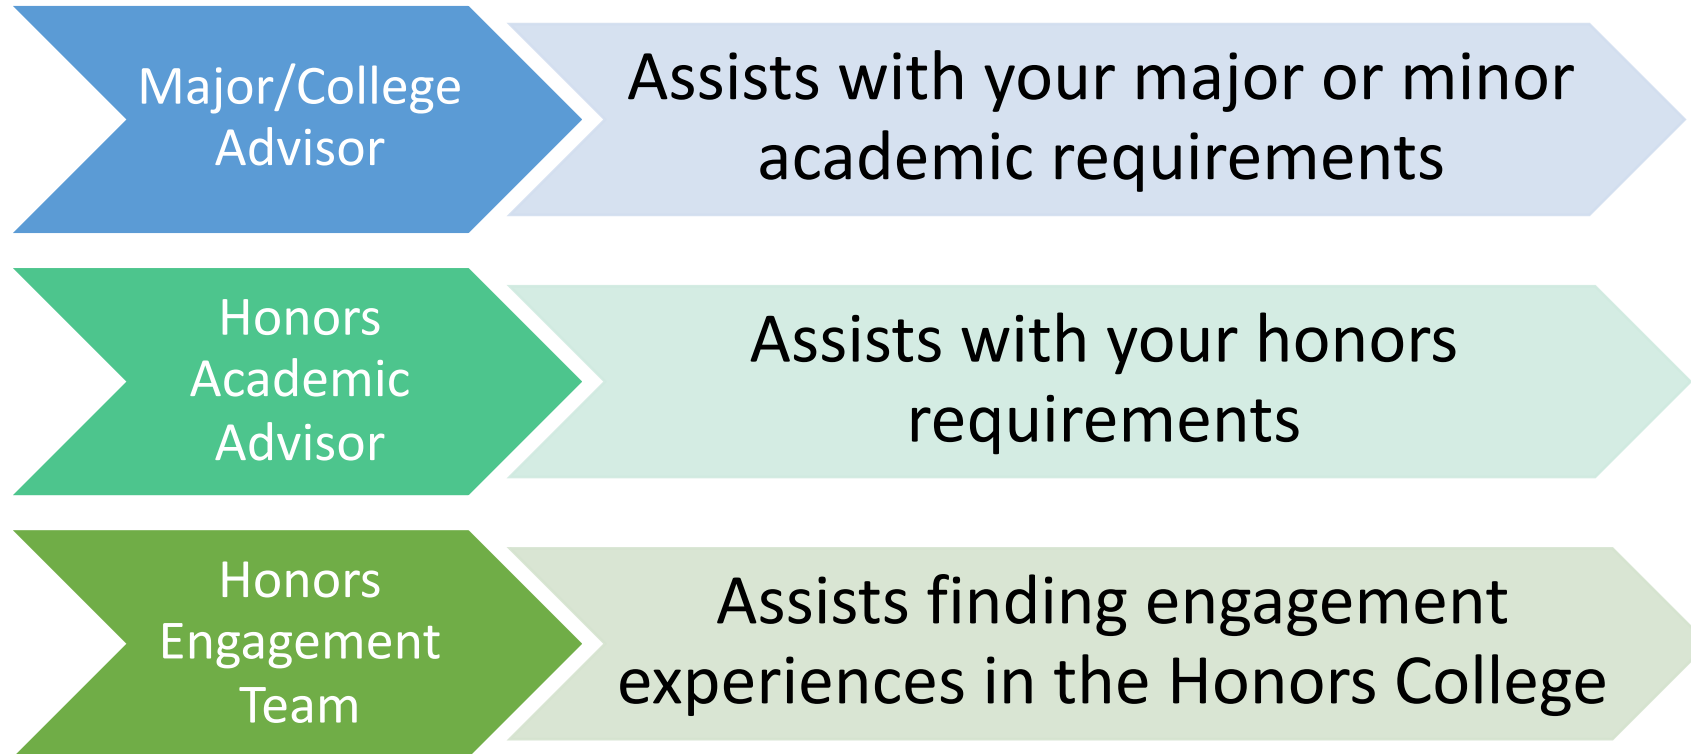 Major/College
Advisor
Assists with your major or minor
academic requirements
Honors
Academic
Advisor
Assists with your honors
requirements
Honors
Engagement
Team
Assists finding engagement
experiences in the Honors College